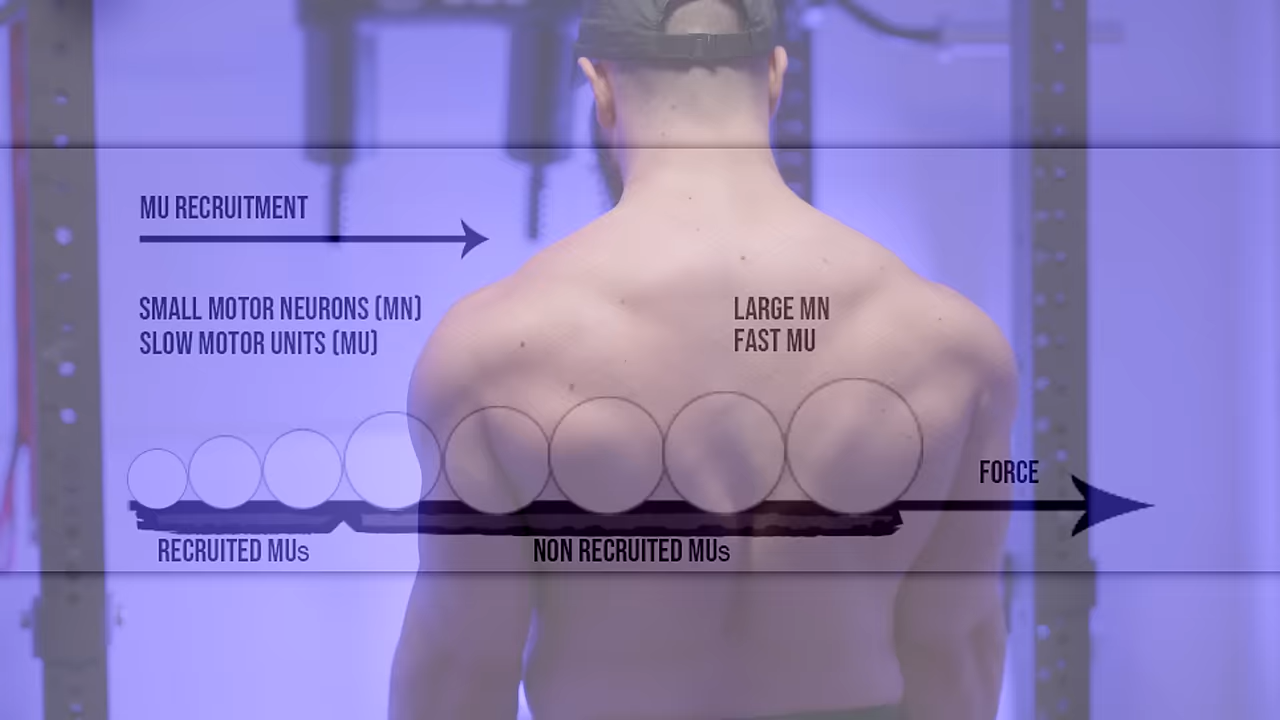 MU RECRUITMENT
SMALL MOTOR NEURONS (MN)
SLOW MOTOR UNITS (MU)
LARGE MN
FAST MU
FORCE
RECRUITED MUs
NON RECRUITED MUs